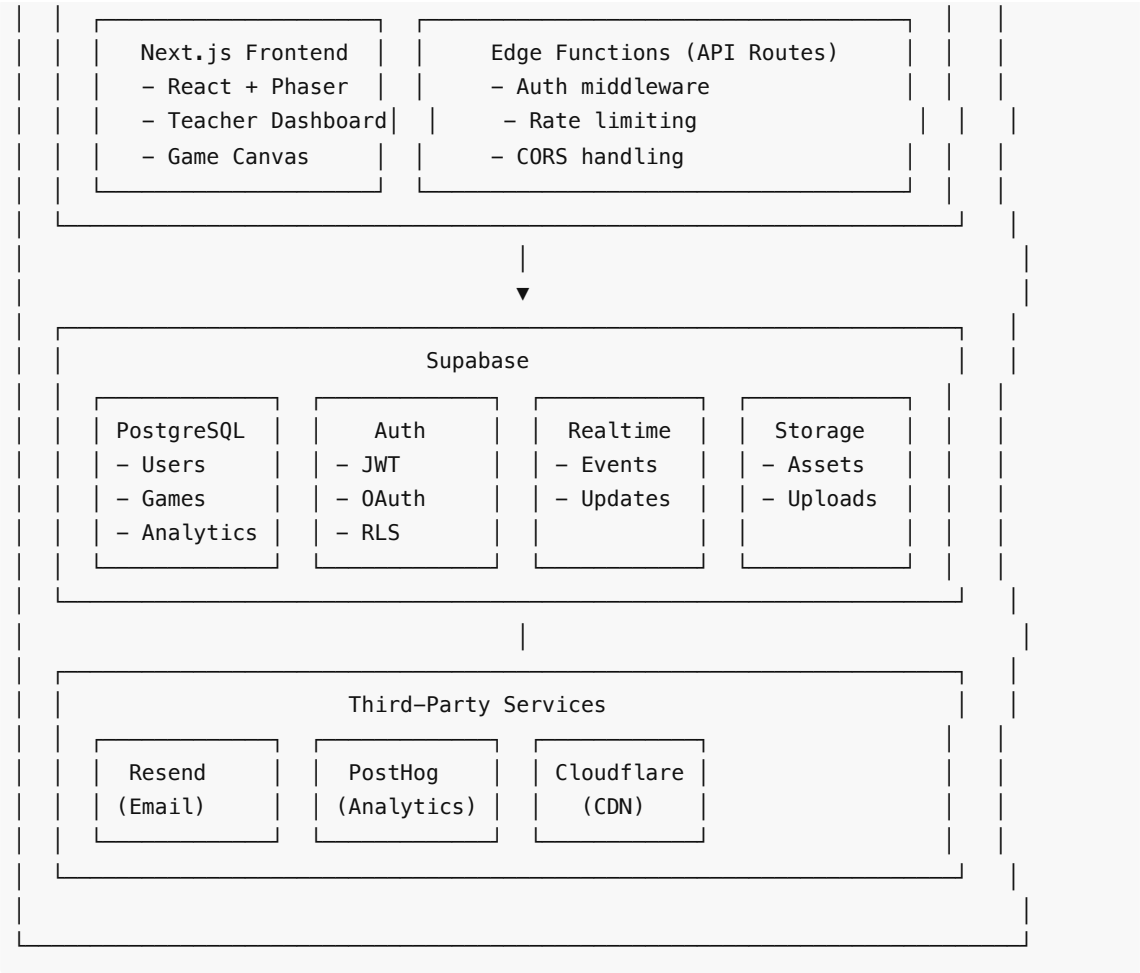 Next.js Frontend Edge Functions (API Routes)
- React + Phaser - Auth middleware
- Teacher Dashboard - Rate limiting
- Game Canvas - CORS handling
▼
Supabase
PostgreSQL Auth Realtime Storage
- Users - JWT - Events - Assets
- Games - OAuth - Updates - Uploads
- Analytics - RLS
Third-Party Services
Resend PostHog Cloudflare
(Email) (Analytics) (CDN)